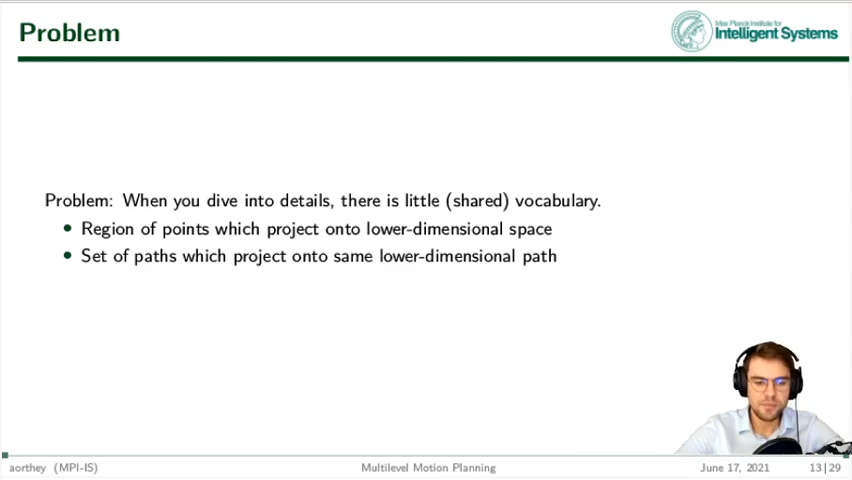 Problem
Max Planck Institute for
Intelligent Systems
Problem: When you dive into details, there is little (shared) vocabulary.
• Region of points which project onto lower-dimensional space
• Set of paths which project onto same lower-dimensional path
aorthey (MPI-IS)
Multilevel Motion Planning
June 17, 2021
13|29